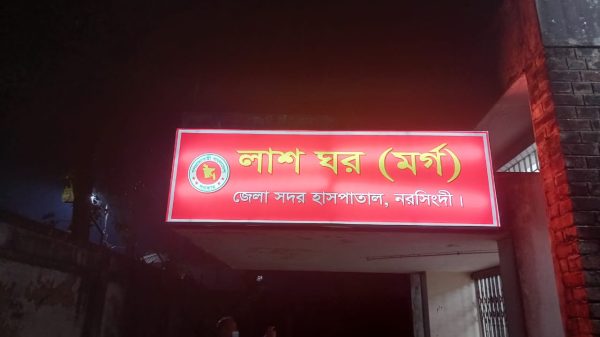 লাশ ঘর (মর্গ)
জেলা সদর হাসপাতাল, নরসিংদী।